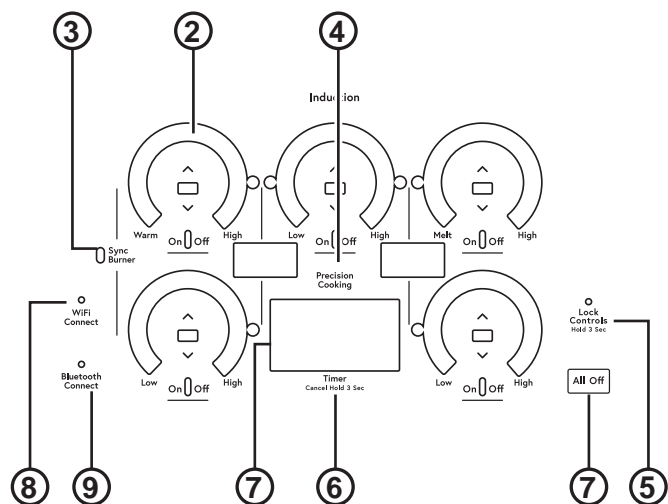 3
2
4
Induction
Warm
High
Low
High
Melt
High
On Off
On Off
On Off
Sync
Burner
Precision
Cooking
WiFi
Connect
Lock
Controls
Hold 3 Sec
Bluetooth
Connect
Low
High
On Off
Timer
Cancel Hold 3 Sec
Low
High
On Off
All Off
8
9
7
6
7
5